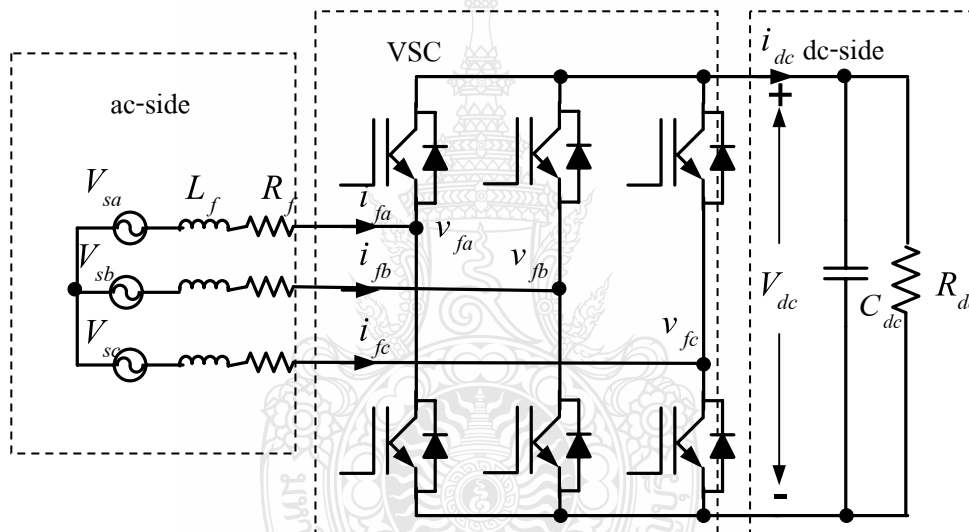 VSC
i_dc dc-side
ac-side
V_sa L_f R_f i_fa
v_fa
V_sb i_fb v_fb
V_dc C_dc R_d
V_sc i_fc v_fc
+
-